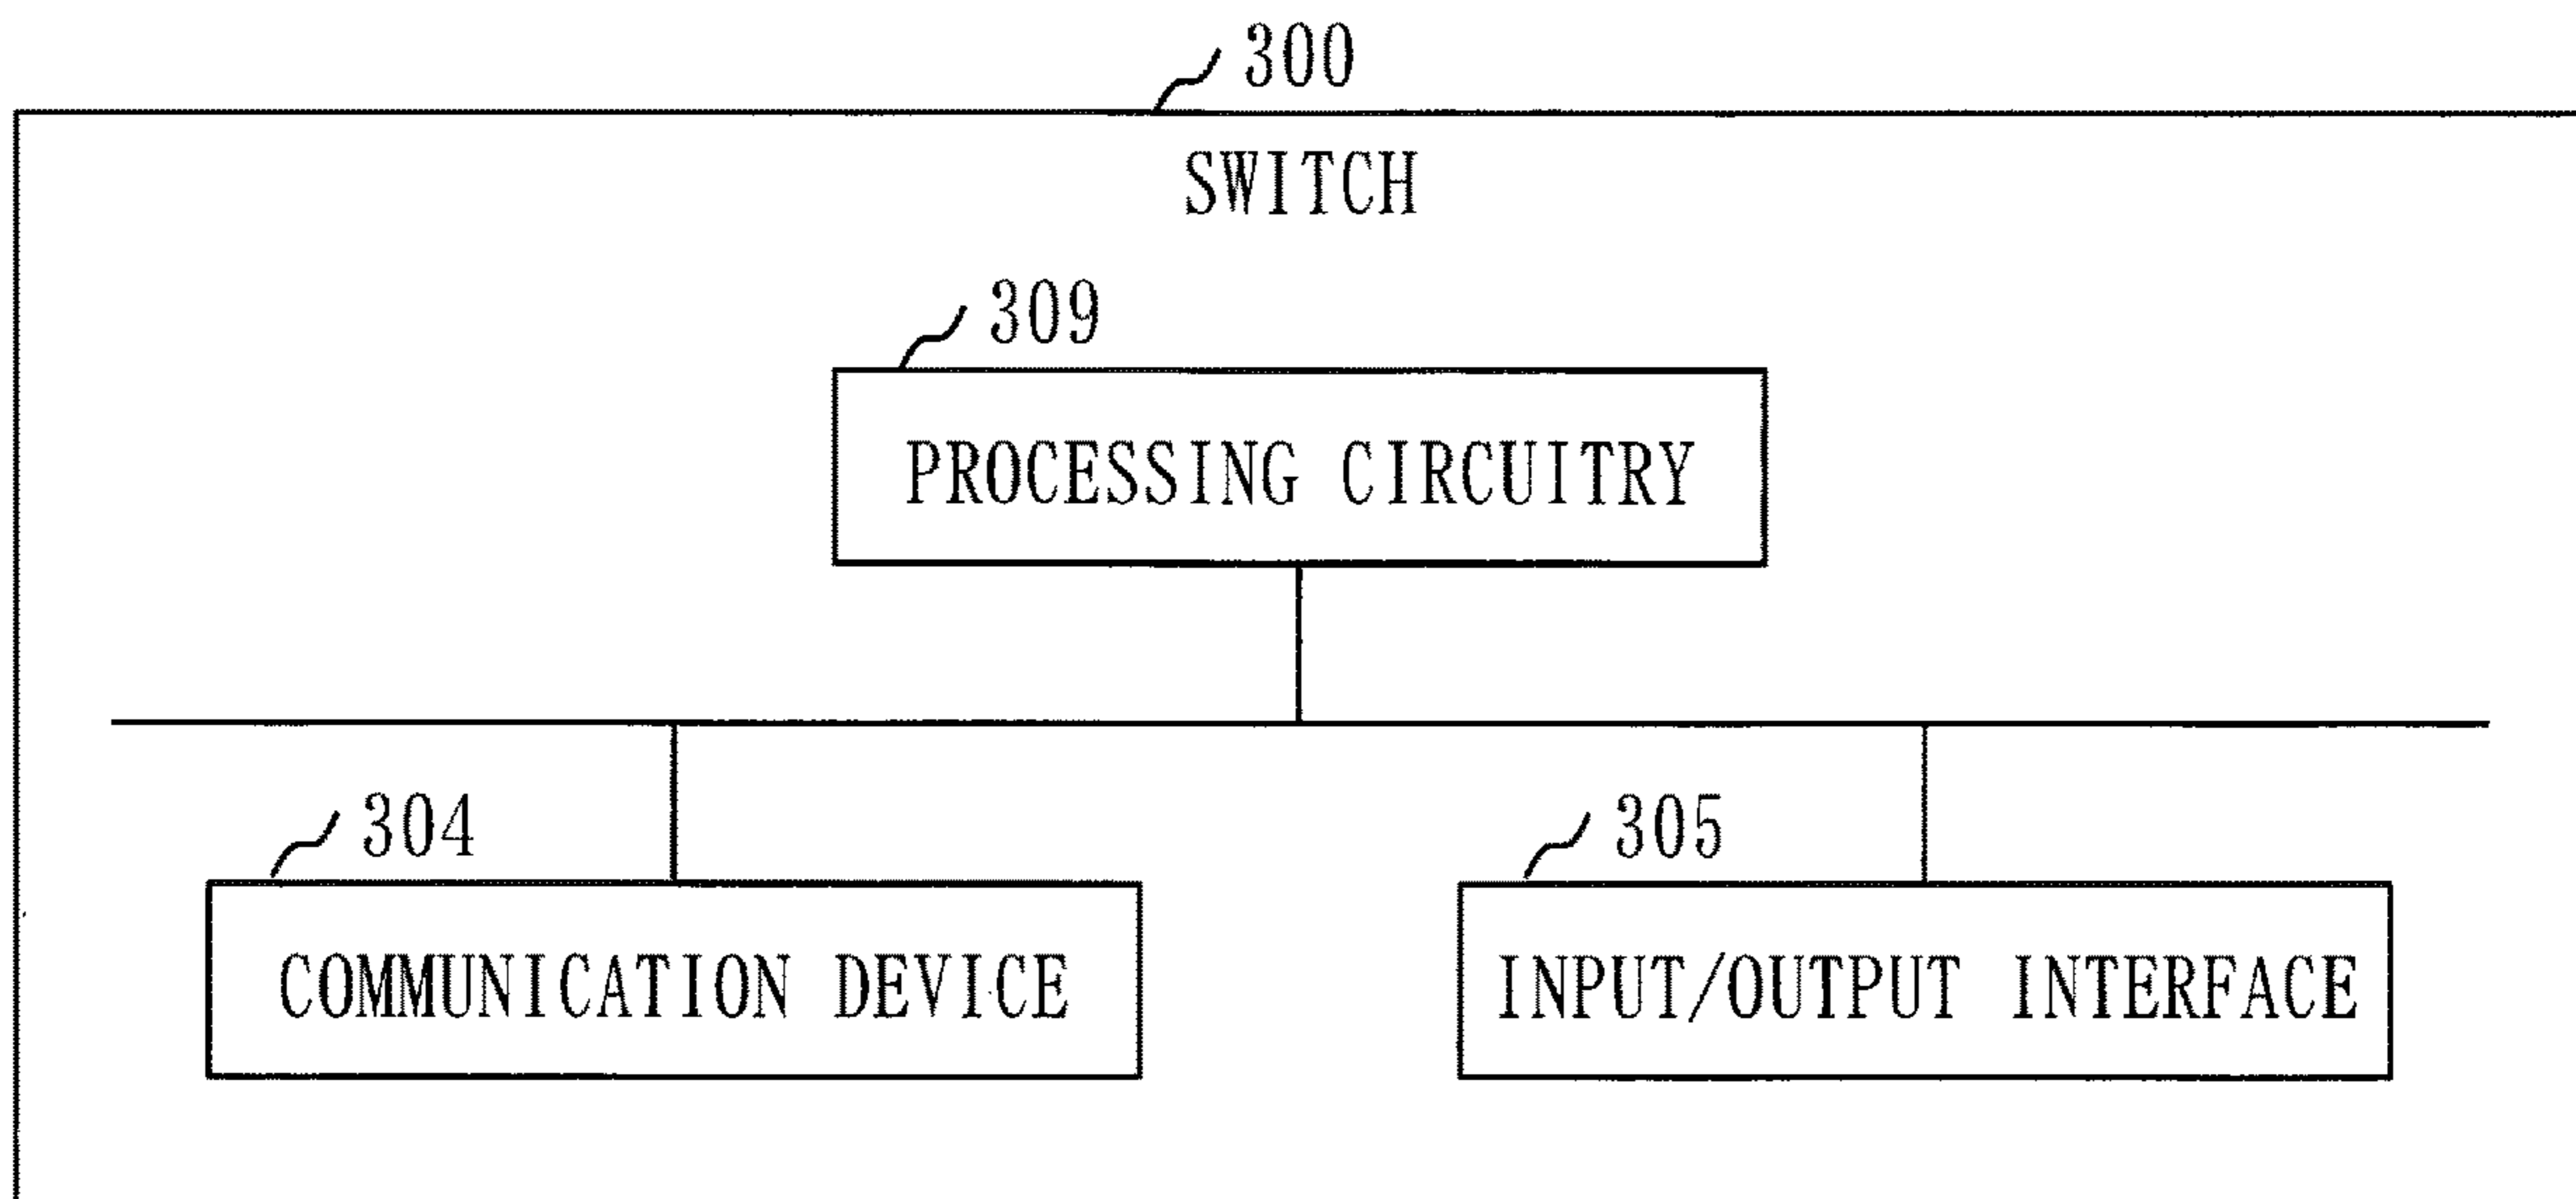 300
SWITCH
309
PROCESSING CIRCUITRY
304
305
COMMUNICATION DEVICE
INPUT/OUTPUT INTERFACE